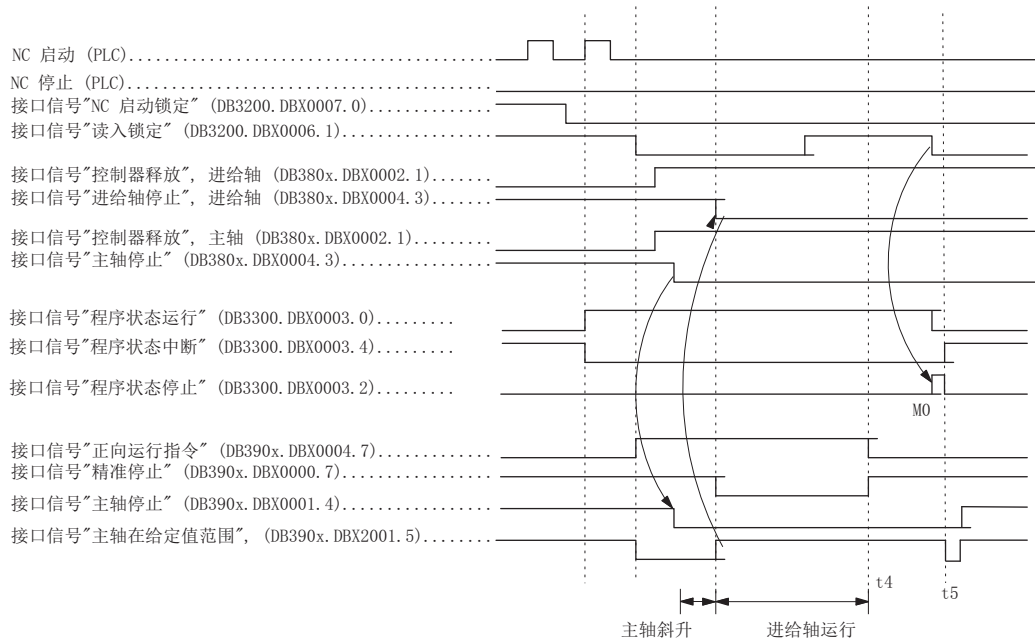 NC 启动 (PLC)........................................
NC 停止 (PLC)........................................
接口信号"NC 启动锁定" (DB3200.DBX0007.0)..............
接口信号"读入锁定" (DB3200.DBX0006.1).................
接口信号"控制器释放", 进给轴 (DB380x.DBX0002.1).......
接口信号"进给轴停止", 进给轴 (DB380x.DBX0004.3).......
接口信号"控制器释放", 主轴 (DB380x.DBX0002.1).........
接口信号"主轴停止" (DB380x.DBX0004.3).................
接口信号"程序状态运行" (DB3300.DBX0003.0).........
接口信号"程序状态中断" (DB3300.DBX0003.4).........
接口信号"程序状态停止" (DB3300.DBX0003.2).........
M0
接口信号"正向运行指令" (DB390x.DBX0004.7).............
接口信号"精准停止" (DB390x.DBX0000.7).................
接口信号"主轴停止" (DB390x.DBX0001.4).................
接口信号"主轴在给定值范围", (DB390x.DBX2001.5)........
t4
t5
主轴斜升 进给轴运行